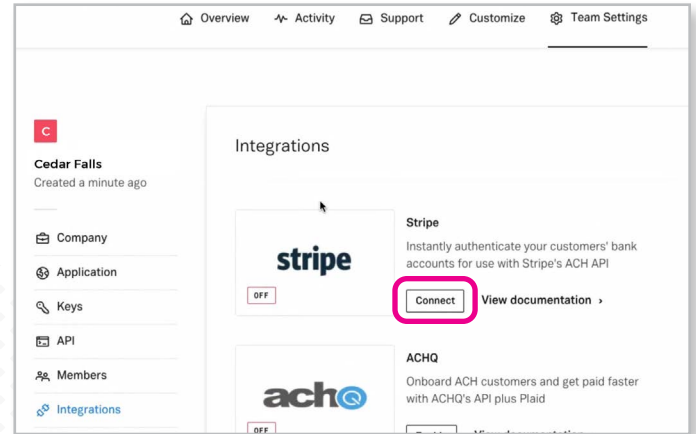 Overview Activity Support Customize Team Settings
C
Cedar Falls
Created a minute ago
Company
Application
Keys
API
Members
Integrations
Integrations
stripe
OFF
Stripe
Instantly authenticate your customers' bank
accounts for use with Stripe's ACH API
Connect View documentation ›
achQ
OFF
ACHQ
Onboard ACH customers and get paid faster
with ACHQ's API plus Plaid